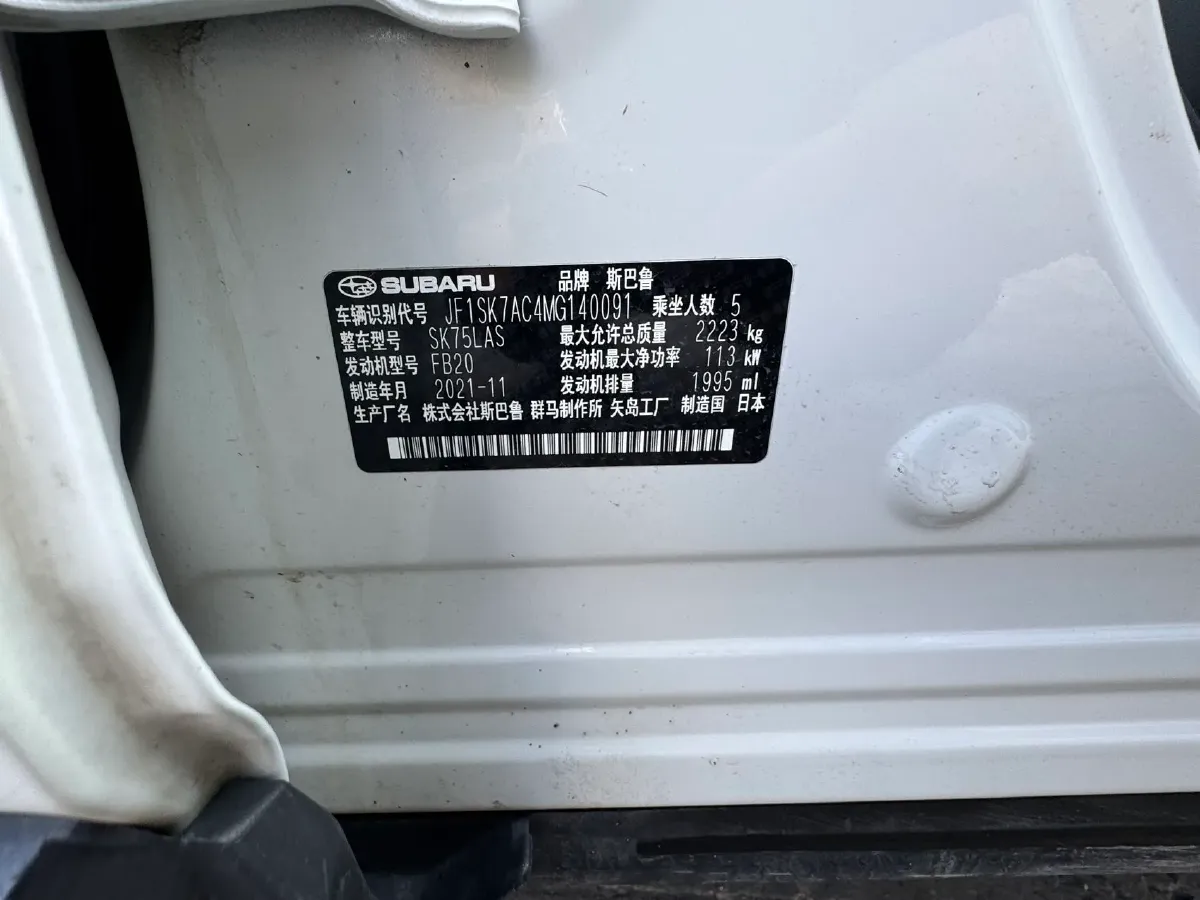 SUBARU 品牌 斯巴鲁
车辆识别代号 JF1SK7AC4MG140091 乘坐人数 5
整车型号 SK75LAS 最大允许总质量 2223 kg
发动机型号 FB20 发动机最大净功率 113 kW
制造年月 2021-11 发动机排量 1995 ml
生产厂名 株式会社斯巴鲁 群马制作所 矢岛工厂 制造国 日本